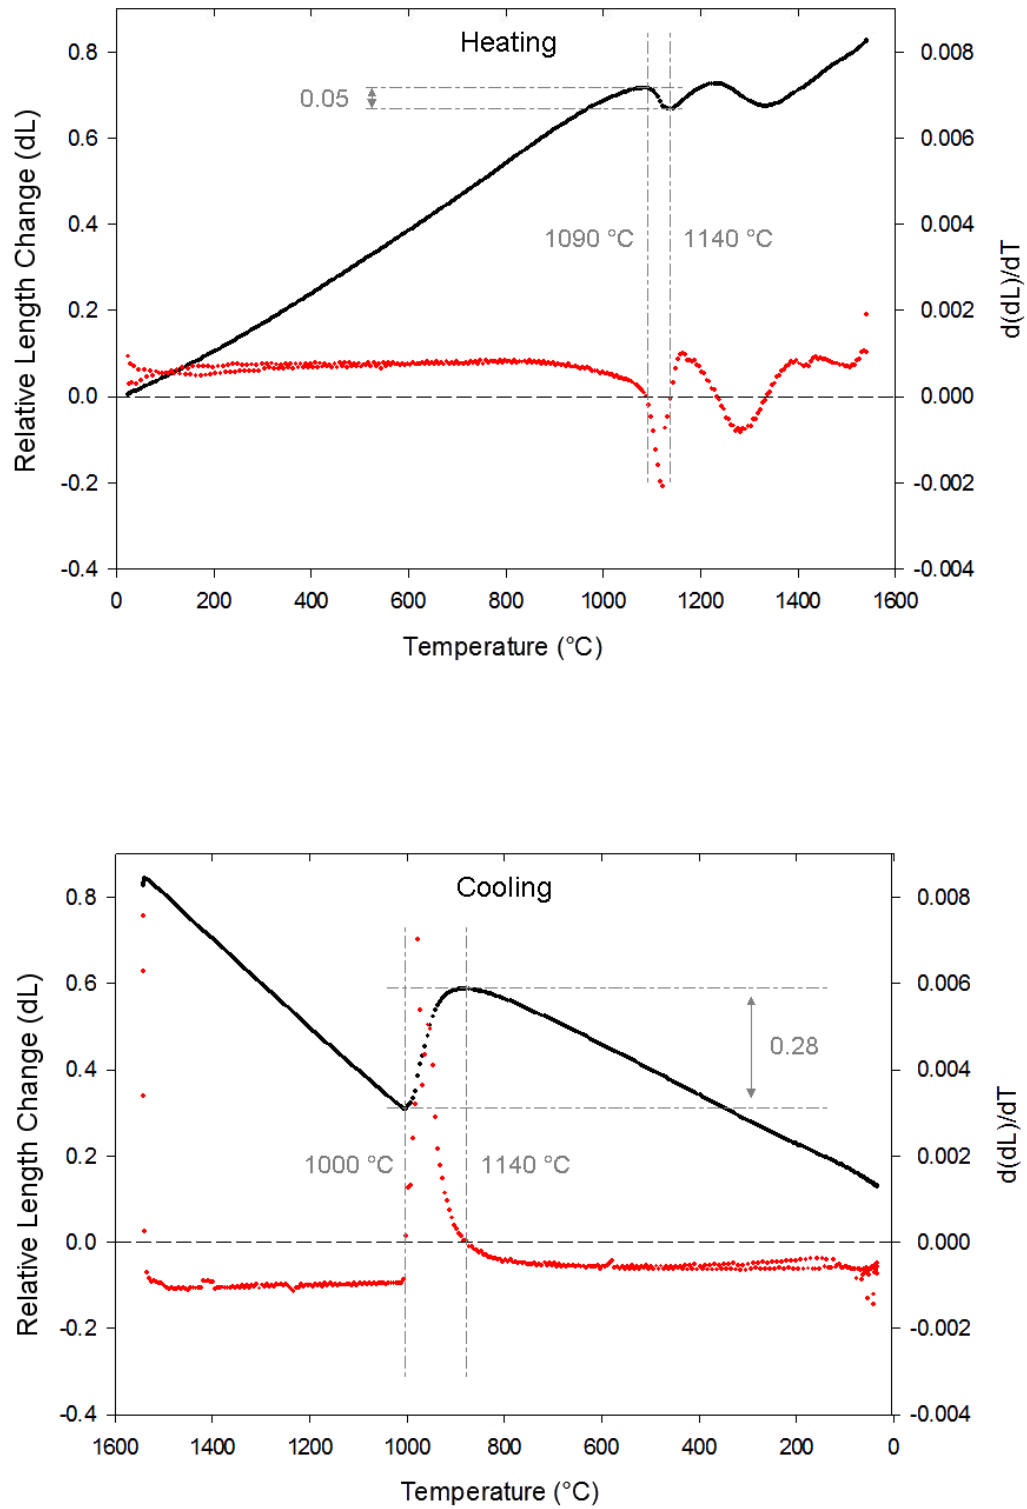 Heating
0.8
0.6
0.4
0.2
0.0
-0.2
-0.4
0.008
0.006
0.004
0.002
0.000
-0.002
-0.004
0.05
1090 °C
1140 °C
Relative Length Change (dL)
d(dL)/dT
0 200 400 600 800 1000 1200 1400 1600
Temperature (°C)
Cooling
0.8
0.6
0.4
0.2
0.0
-0.2
-0.4
0.008
0.006
0.004
0.002
0.000
-0.002
-0.004
0.28
1000 °C
1140 °C
Relative Length Change (dL)
d(dL)/dT
1600 1400 1200 1000 800 600 400 200 0
Temperature (°C)